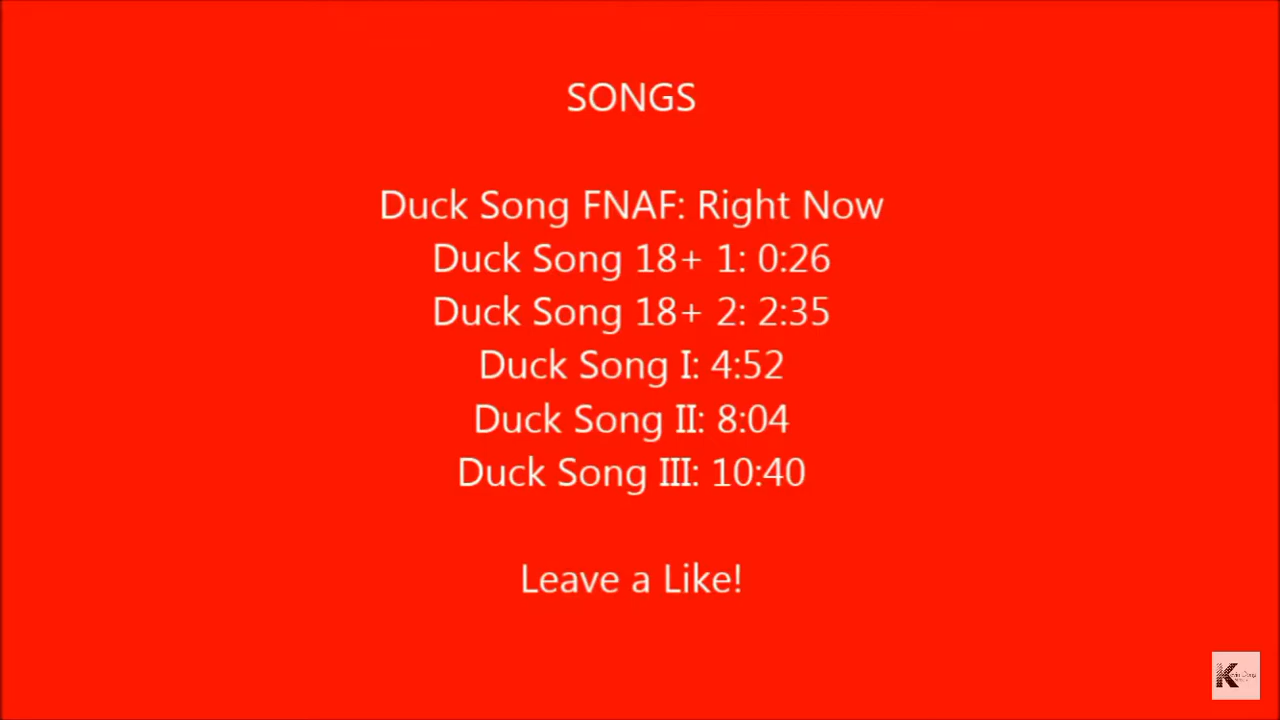 SONGS
Duck Song FNAF: Right Now
Duck Song 18+ 1: 0:26
Duck Song 18+ 2: 2:35
Duck Song I: 4:52
Duck Song II: 8:04
Duck Song III: 10:40
Leave a Like!